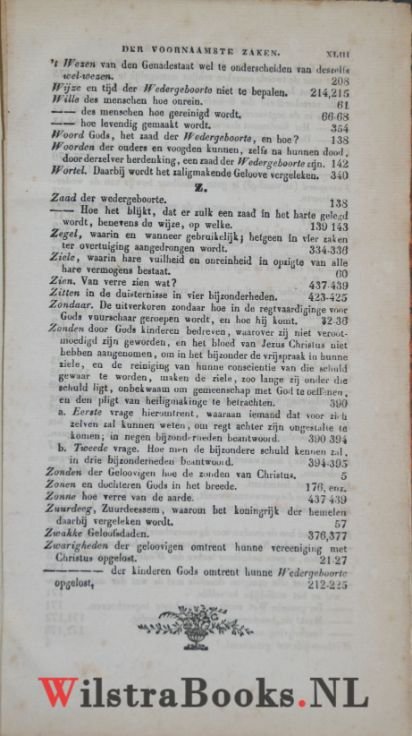 DER VOORNAAMSTE ZAKEN. XLIII
't Wezen van den Genadestaat wel te onderscheiden van deszelfs
wel-wezen. 208
Wijze en tijd der Wedergeboorte niet te bepalen. 214,215
Wille des menschen hoe onrein. 61
—— des menschen hoe gereinigd wordt. 66-68
—— hoe levendig gemaakt wordt. 354
Woord Gods, het zaad der Wedergeboorte, en hoe? 138
Woorden der ouders en voogden kunnen, zelfs na hunnen dood,
door derzelver herdenking, een zaad der Wedergeboorte zijn. 142
Wortel. Daarbij wordt het zaligmakende Geloove vergeleken. 340
Z.
Zaad der wedergeboorte. 138
—— Hoe het blijkt, dat er zulk een zaad in het harte gelegd
wordt, benevens de wijze, op welke. 139 143
Zegel, waarin en wanneer gebruikelijk; hetgeen in vier zaken
ter overtuiging aangedrongen wordt. 334-336
Ziele, waarin hare vuilheid en onreinheid in opzigte van alle
hare vermogens bestaat. 60
Zien. Van verre zien wat? 437-439
Zitten in de duisternisse in vier bijzonderheden. 423-425
Zondaar. De uitverkoren zondaar hoe in de regtvaardiginge voor
Gods vuurschaar geroepen wordt, en hoe hij komt. 32-36
Zonden door Gods kinderen bedreven, waarover zij niet veroot-
moedigd zijn geworden, en het bloed van Jezus Christus niet
hebben aangenomen, om in het bijzonder de vrijspraak in hunne
ziele, en de reiniging van hunne conscientie van die schuld
gewaar te worden, maken de ziele, zoo lange zij onder die
schuld ligt, onbekwaam om gemeenschap met God te oeffenen,
en den pligt van heiligmakinge te betrachten. 390
a. Eerste vrage hieromtrent, waaraan iemand dat voor zich
zelven zal kunnen weten, om regt achter zijn ongestalte te
komen; in negen bijzonderheden beantwoord. 390 394
b. Tweede vrage. Hoe men de bijzondere schuld kennen zal,
in drie bijzonderheden beantwoord. 394-395
Zonden der Geloovigen hoe de zonden van Christus. 5
Zonen en dochteren Gods in het breede. 176, enz.
Zonne hoe verre van de aarde. 437 439
Zuurdeeg, Zuurdeessem, waarom het koningrijk der hemelen
daarbij vergeleken wordt. 57
Zwakke Geloofsdaden. 376,377
Zwarigheden der geloovigen omtrent hunne vereeniging met
Christus opgelost. 21-27
———— der kinderen Gods omtrent hunne Wedergeboorte
opgelost, 212-225
WilstraBooks.NL